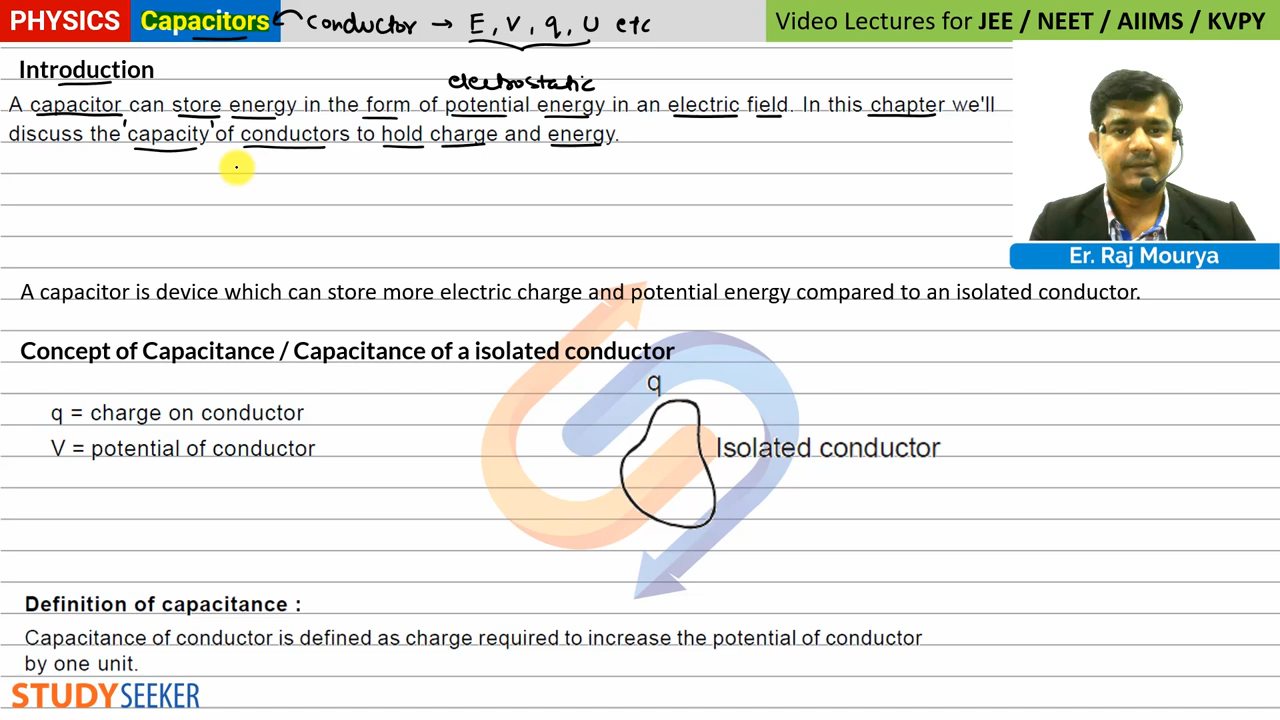 PHYSICS Capacitors Conductor → E, V, q, U etc Video Lectures for JEE / NEET / AIIMS / KVPY
electrostatic
Introduction
A capacitor can store energy in the form of potential energy in an electric field. In this chapter we'll
discuss the 'capacity' of conductors to hold charge and energy.
Er. Raj Mourya
A capacitor is device which can store more electric charge and potential energy compared to an isolated conductor.
Concept of Capacitance / Capacitance of a isolated conductor
q
q = charge on conductor
V = potential of conductor
Isolated conductor
Definition of capacitance :
Capacitance of conductor is defined as charge required to increase the potential of conductor
by one unit.
STUDYSEEKER